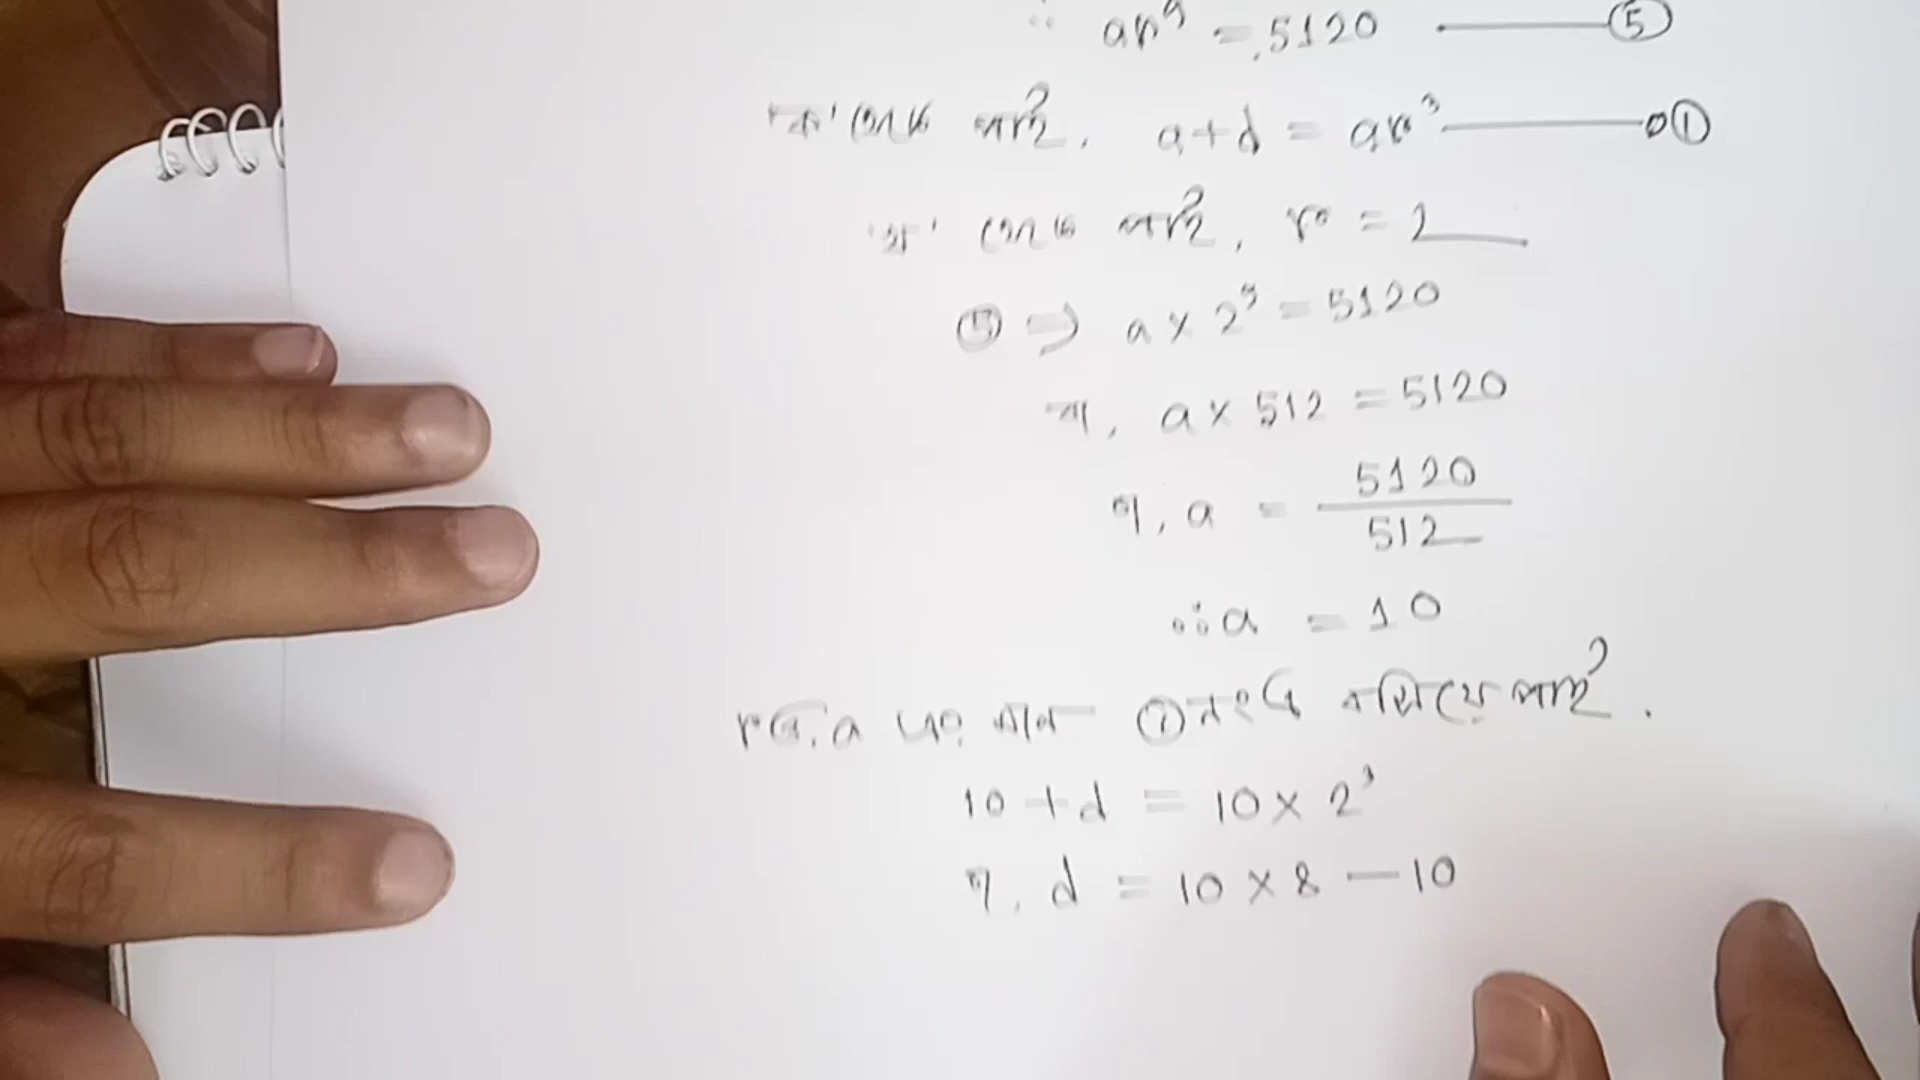 ∴ ar⁹ = 5120 ——— ⑤
'ক' থেকে পাই, a+d = ar³ ——— ①
'খ' থেকে পাই, r = 2
⑤ ⇒ a × 2⁹ = 5120
বা, a × 512 = 5120
বা, a = 5120/512
∴ a = 10
r ও a এর মান ① নংএ বসিয়ে পাই.
10 + d = 10 × 2³
বা, d = 10 × 8 — 10